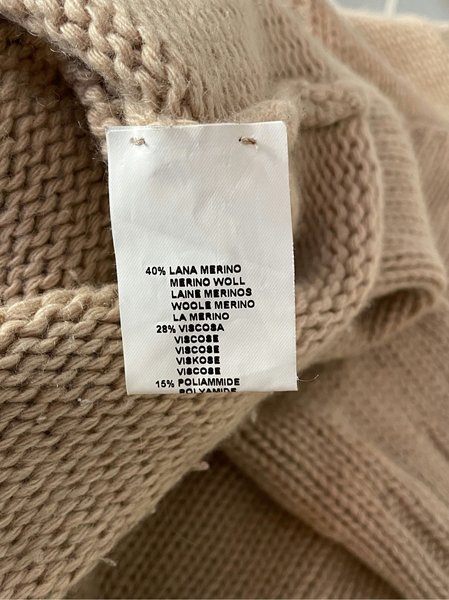 40% LANA MERINO
MERINO WOLL
LAINE MERINOS
WOOLE MERINO
LA MERINO
28% VISCOSA
VISCOSE
VISCOSE
VISKOSE
VISCOSE
15% POLIAMMIDE
POLYAMIDE